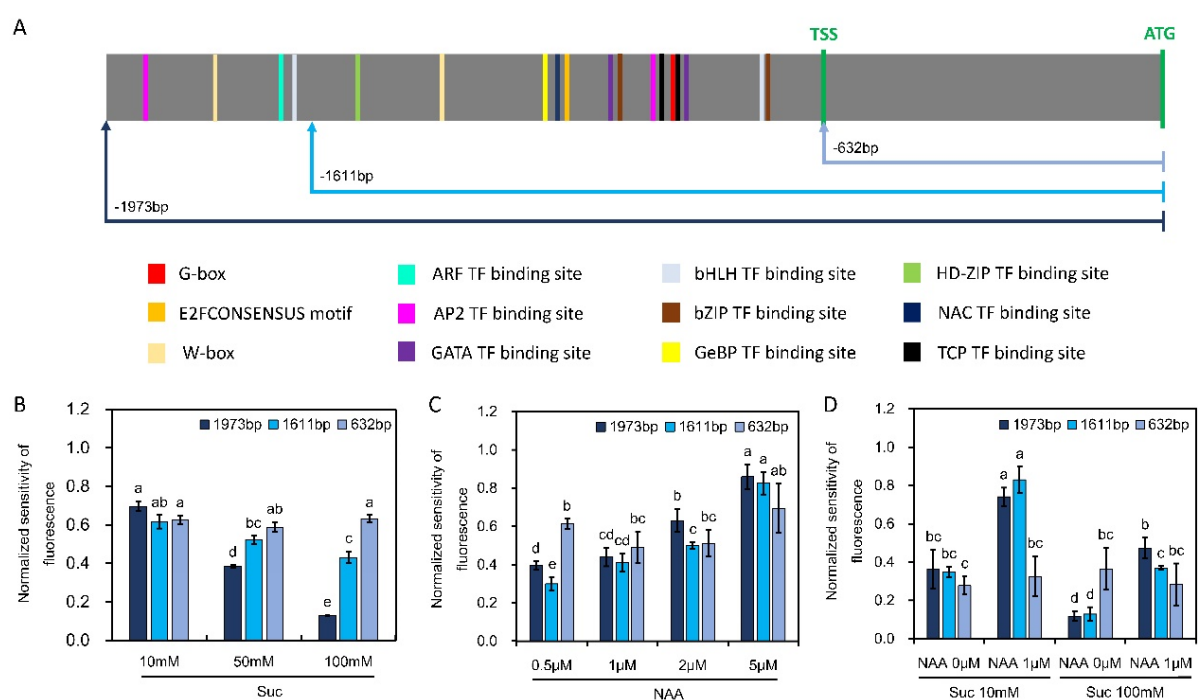 A
TSS
ATG
-632bp
-1611bp
-1973bp
G-box
ARF TF binding site
bHLH TF binding site
HD-ZIP TF binding site
E2FCONSENSUS motif
AP2 TF binding site
bZIP TF binding site
NAC TF binding site
W-box
GATA TF binding site
GeBP TF binding site
TCP TF binding site
B
Normalized sensitivity of
fluorescence
1.2
1.0
0.8
0.6
0.4
0.2
0.0
1973bp 1611bp 632bp
a ab a
d bc ab
e c a
10mM 50mM 100mM
Suc
C
Normalized sensitivity of
fluorescence
1.2
1.0
0.8
0.6
0.4
0.2
0.0
1973bp 1611bp 632bp
d e b
cd cd bc
b c bc
a a ab
0.5μM 1μM 2μM 5μM
NAA
D
Normalized sensitivity of
fluorescence
1.2
1.0
0.8
0.6
0.4
0.2
0.0
1973bp 1611bp 632bp
bc bc c
a a bc
d d bc
b c bc
NAA 0μM NAA 1μM NAA 0μM NAA 1μM
Suc 10mM Suc 100mM